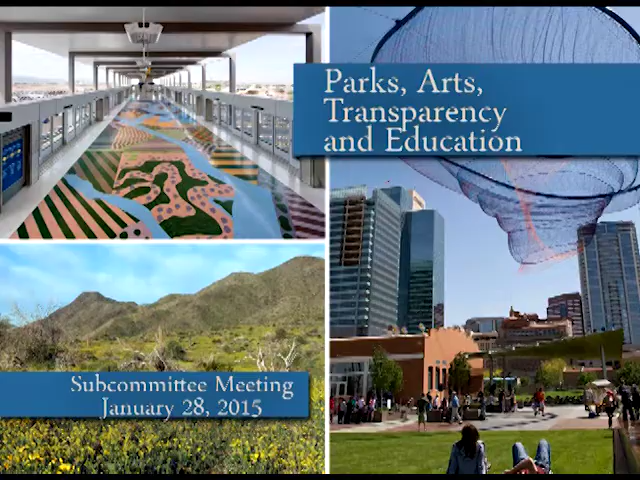 Parks, Arts,
Transparency
and Education
Subcommittee Meeting
January 28, 2015